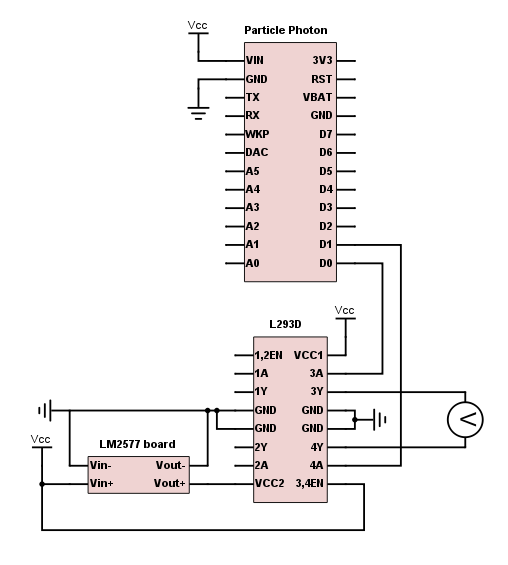 Vcc
Particle Photon
VIN 3V3
GND RST
TX VBAT
RX GND
WKP D7
DAC D6
A5 D5
A4 D4
A3 D3
A2 D2
A1 D1
A0 D0
Vcc
L293D
1,2EN VCC1
1A 3A
1Y 3Y
GND GND
GND GND
2Y 4Y
2A 4A
VCC2 3,4EN
V
Vcc
LM2577 board
Vin- Vout-
Vin+ Vout+